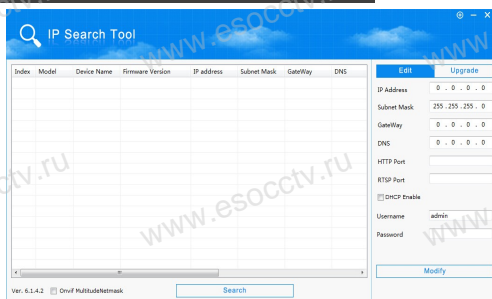 IP Search Tool
Index Model Device Name Firmware Version IP address Subnet Mask GateWay DNS
Edit Upgrade
IP Address 0 . 0 . 0 . 0
Subnet Mask 255 . 255 . 255 . 0
GateWay 0 . 0 . 0 . 0
DNS 0 . 0 . 0 . 0
HTTP Port
RTSP Port
DHCP Enable
Username admin
Password
Modify
Ver. 6.1.4.2 Onvif MultitudeNetmask Search
www.esocctv.ru